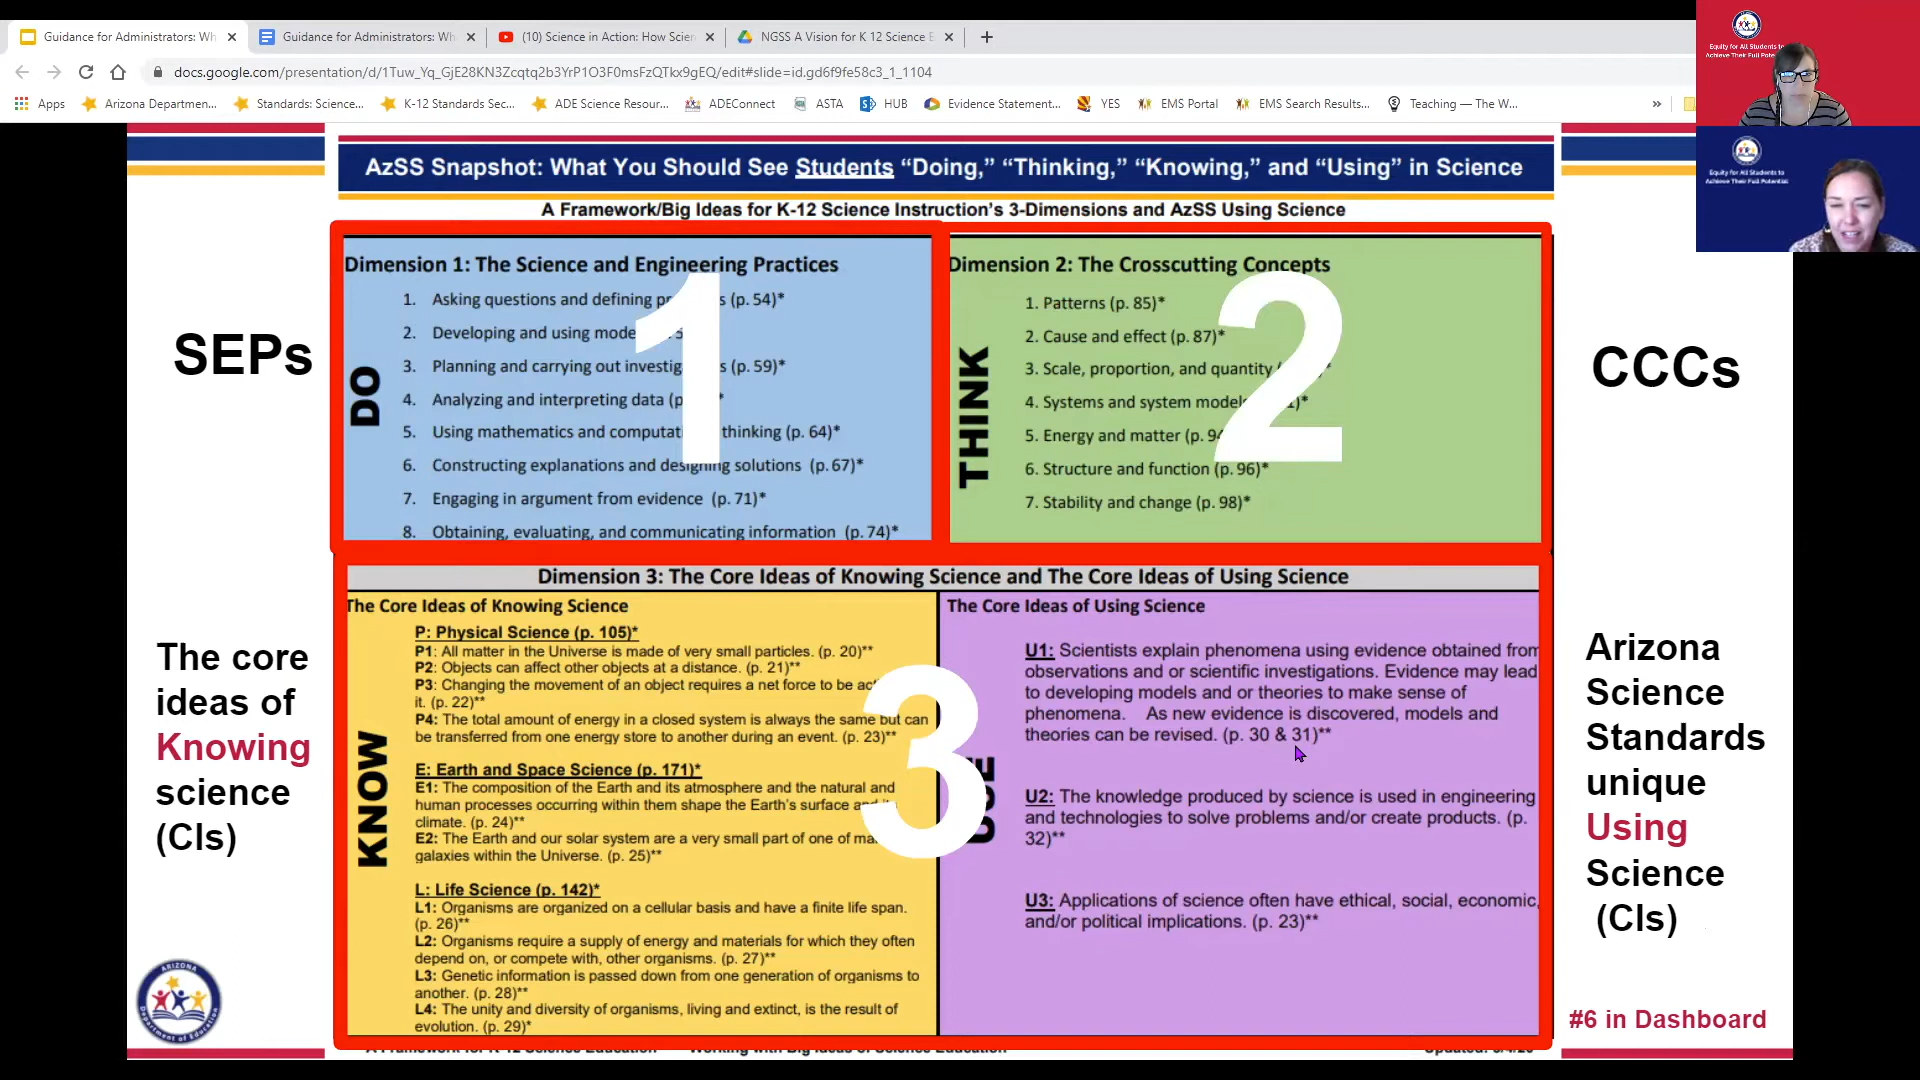 Guidance for Administrators: Wh
Guidance for Administrators: Wh
(10) Science in Action: How Scien
NGSS A Vision for K 12 Science E
docs.google.com/presentation/d/1Tuw_Yq_GjE28KN3Zcqtq2b3YrP1O3F0msFzQTkx9gEQ/edit#slide=id.gd6f9fe58c3_1_1104
Apps
Arizona Departmen...
Standards: Science...
K-12 Standards Sec...
ADE Science Resour...
ADEConnect
ASTA
HUB
Evidence Statement...
YES
EMS Portal
EMS Search Results...
Teaching — The W...
Equity for All Students to
Achieve Their Full Potential
Equity for All Students to
Achieve Their Full Potential
AzSS Snapshot: What You Should See Students “Doing,” “Thinking,” “Knowing,” and “Using” in Science
A Framework/Big Ideas for K-12 Science Instruction’s 3-Dimensions and AzSS Using Science
SEPs
Dimension 1: The Science and Engineering Practices
DO
1. Asking questions and defining (p. 54)*
2. Developing and using
3. Planning and carrying out (p. 59)*
4. Analyzing and interpreting data
5. Using mathematics and thinking (p. 64)*
6. Constructing explanations and designing solutions (p. 67)*
7. Engaging in argument from evidence (p. 71)*
8. Obtaining, evaluating, and communicating information (p. 74)*
1
Dimension 2: The Crosscutting Concepts
THINK
1. Patterns (p. 85)*
2. Cause and effect (p. 87)*
3. Scale, proportion, and quantity
4. Systems and system models
5. Energy and matter
6. Structure and function (p. 96)*
7. Stability and change (p. 98)*
2
CCCs
Dimension 3: The Core Ideas of Knowing Science and The Core Ideas of Using Science
The core
ideas of
Knowing
science
(CIs)
The Core Ideas of Knowing Science
KNOW
P: Physical Science (p. 105)*
P1: All matter in the Universe is made of very small particles. (p. 20)**
P2: Objects can affect other objects at a distance. (p. 21)**
P3: Changing the movement of an object requires a net force to be
it. (p. 22)**
P4: The total amount of energy in a closed system is always the same but can
be transferred from one energy store to another during an event. (p. 23)**
E: Earth and Space Science (p. 171)*
E1: The composition of the Earth and its atmosphere and the natural and
human processes occurring within them shape the Earth’s surface and
climate. (p. 24)**
E2: The Earth and our solar system are a very small part of one of
galaxies within the Universe. (p. 25)**
L: Life Science (p. 142)*
L1: Organisms are organized on a cellular basis and have a finite life span.
(p. 26)**
L2: Organisms require a supply of energy and materials for which they often
depend on, or compete with, other organisms. (p. 27)**
L3: Genetic information is passed down from one generation of organisms to
another. (p. 28)**
L4: The unity and diversity of organisms, living and extinct, is the result of
evolution. (p. 29)*
3
The Core Ideas of Using Science
U1: Scientists explain phenomena using evidence obtained from
observations and or scientific investigations. Evidence may lead
to developing models and or theories to make sense of
phenomena. As new evidence is discovered, models and
theories can be revised. (p. 30 & 31)**
U2: The knowledge produced by science is used in engineering
and technologies to solve problems and/or create products. (p.
32)**
U3: Applications of science often have ethical, social, economic,
and/or political implications. (p. 23)**
Arizona
Science
Standards
unique
Using
Science
(CIs)
#6 in Dashboard
ARIZONA
Department of Education